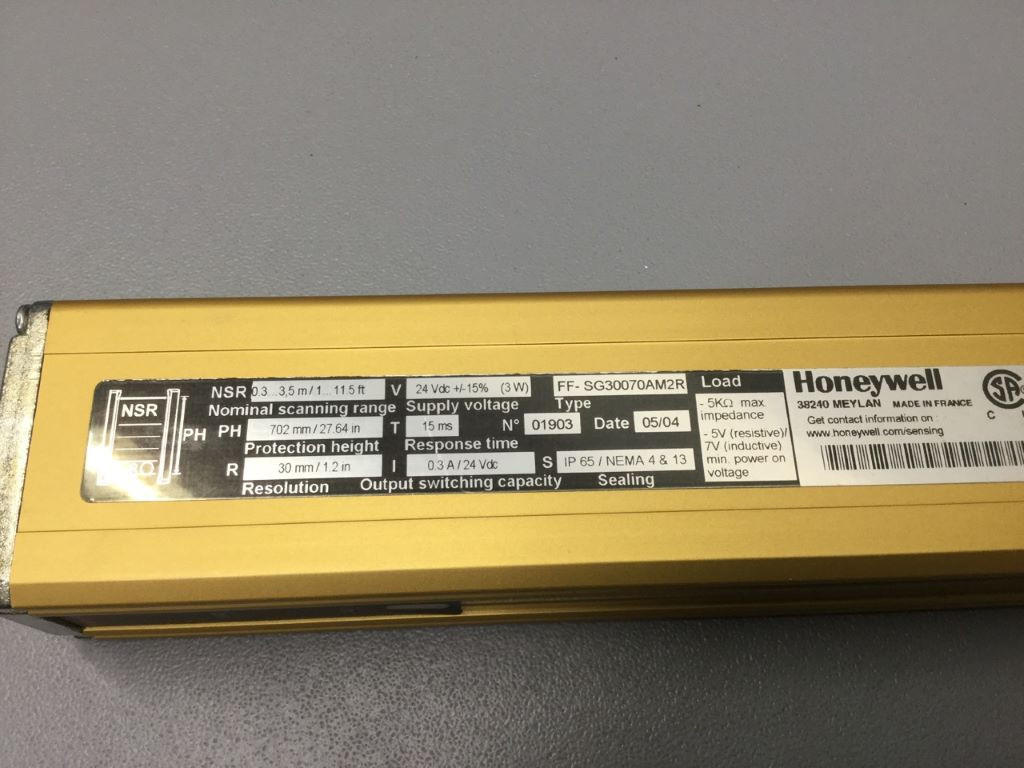 NSR 0.3...3,5 m / 1... 11.5 ft V 24 Vdc +/-15% (3 W) FF- SG30070AM2R
Nominal scanning range Supply voltage Type
PH 702 mm / 27.64 in T 15 ms N° 01903 Date 05/04
Protection height Response time
R 30 mm / 1.2 in I 0.3 A / 24 Vdc S IP 65 / NEMA 4 & 13
Resolution Output switching capacity Sealing
NSR
PH
Load
- 5KΩ max.
impedance
- 5V (resistive)/
7V (inductive)
min. power on
voltage
Honeywell
38240 MEYLAN MADE IN FRANCE
Get contact information on :
www.honeywell.com/sensing
C